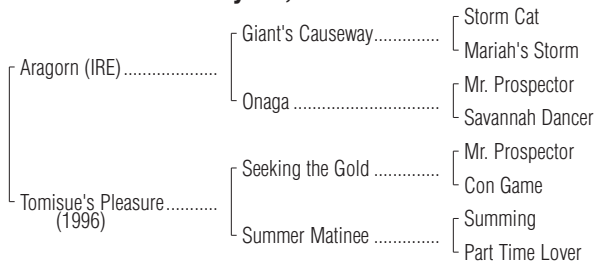 Storm Cat
Giant's Causeway..............
Mariah's Storm
Aragorn (IRE)....................
Mr. Prospector
Onaga ...............................
Savannah Dancer
Mr. Prospector
Seeking the Gold ..............
Con Game
Tomisue's Pleasure...........
(1996)
Summing
Summer Matinee ..............
Part Time Lover